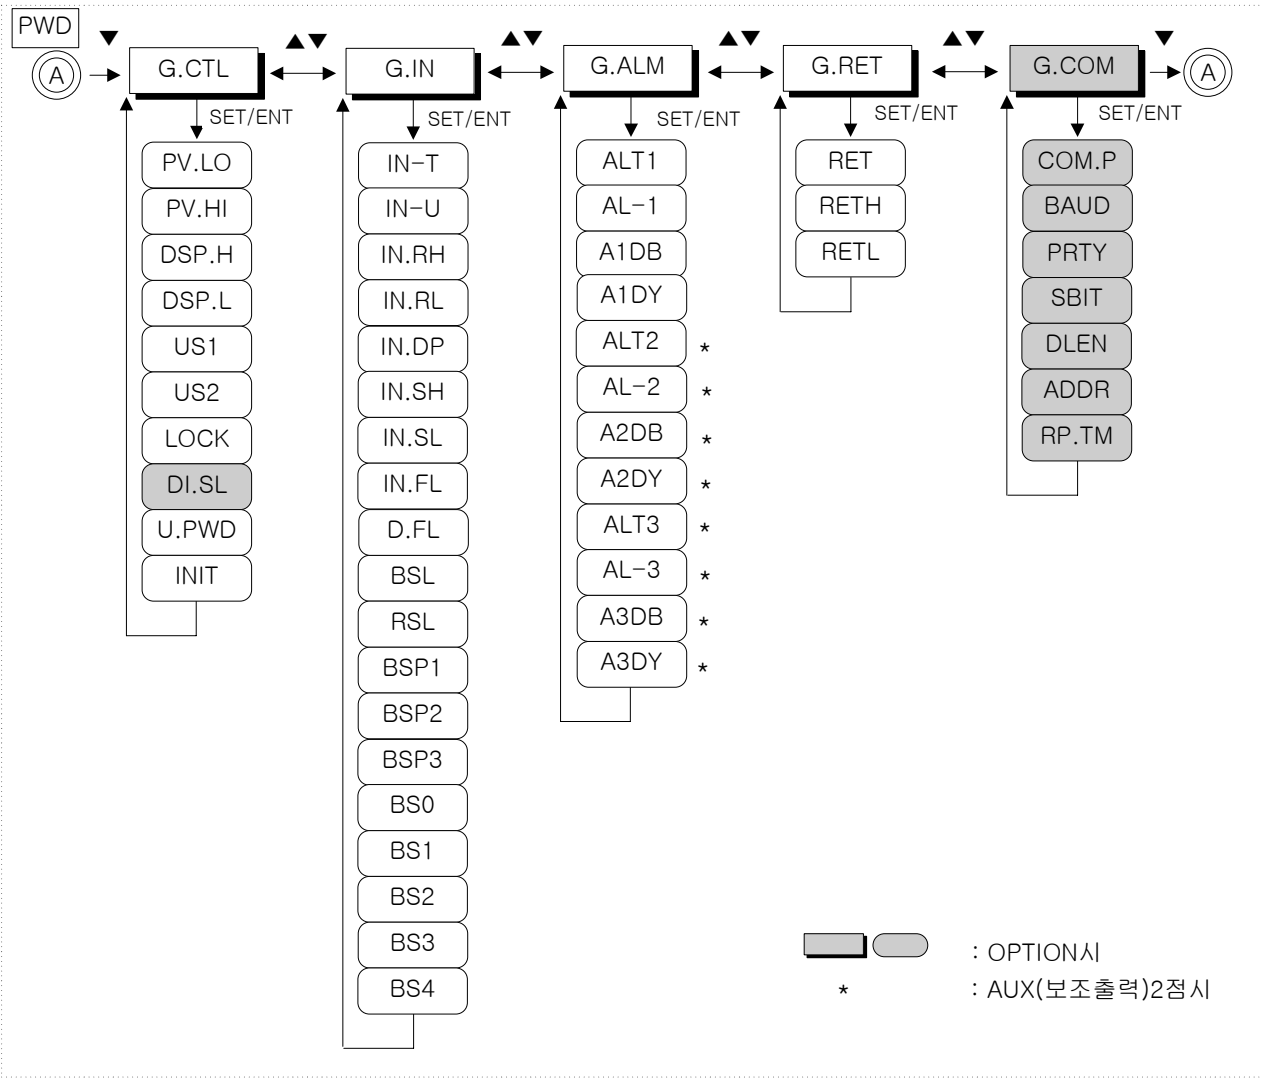 PWD
A
▼
G.CTL
SET/ENT
PV.LO
PV.HI
DSP.H
DSP.L
US1
US2
LOCK
DI.SL
U.PWD
INIT
▲▼
G.IN
SET/ENT
IN-T
IN-U
IN.RH
IN.RL
IN.DP
IN.SH
IN.SL
IN.FL
D.FL
BSL
RSL
BSP1
BSP2
BSP3
BS0
BS1
BS2
BS3
BS4
▲▼
G.ALM
SET/ENT
ALT1
AL-1
A1DB
A1DY
ALT2 *
AL-2 *
A2DB *
A2DY *
ALT3 *
AL-3 *
A3DB *
A3DY *
▲▼
G.RET
SET/ENT
RET
RETH
RETL
▲▼
G.COM
SET/ENT
COM.P
BAUD
PRTY
SBIT
DLEN
ADDR
RP.TM
▼
A
: OPTION시
* : AUX(보조출력)2점시